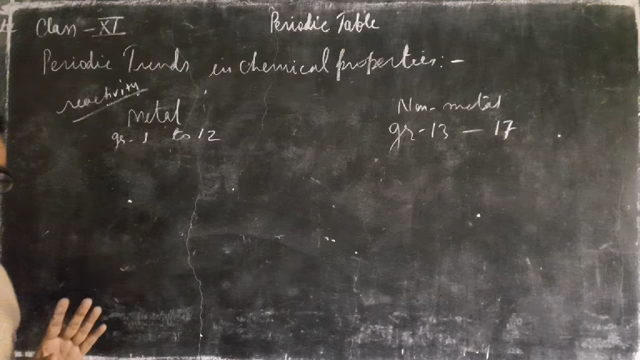 Class - XI
Periodic Table
Periodic Trends in chemical properties : -
reactivity
metal
gr-1 to 12
Non-metal
gr-13 — 17